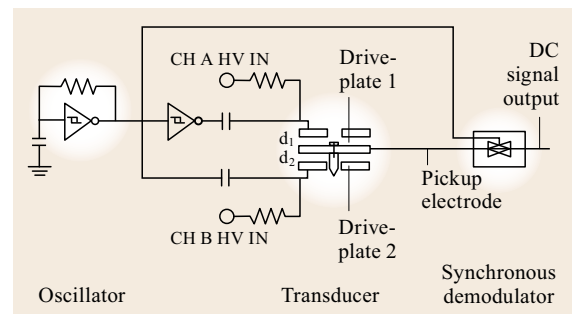 CH A HV IN
Drive-
plate 1
DC
signal
output
d1
d2
Pickup
electrode
CH B HV IN
Drive-
plate 2
Oscillator
Transducer
Synchronous
demodulator